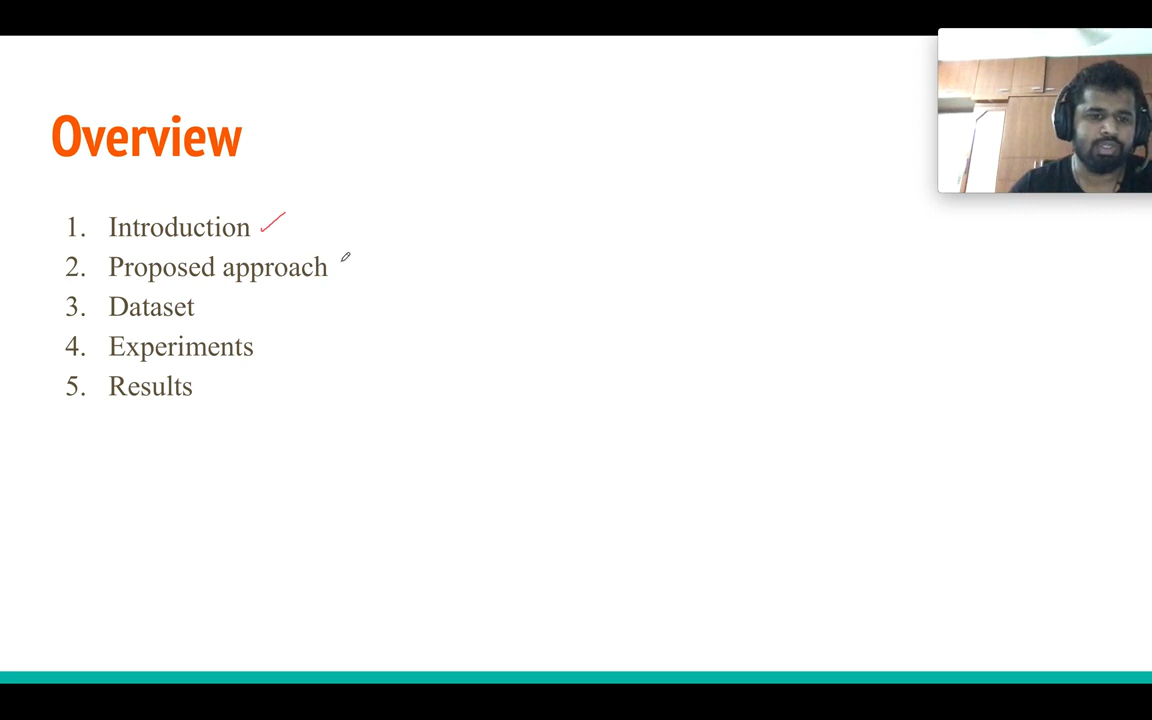 Overview
1. Introduction
2. Proposed approach
3. Dataset
4. Experiments
5. Results